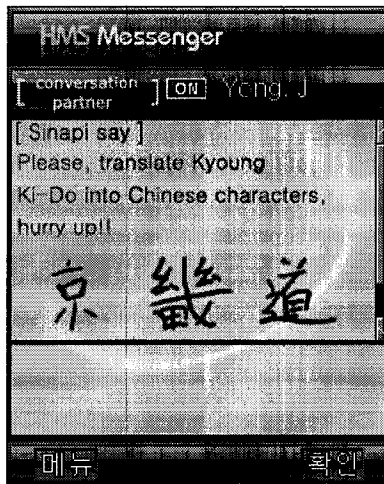 HMS Messenger
[ conversation partner ] ON Yong. J
[ Sinapi say ]
Please, translate Kyoung
Ki-Do into Chinese characters,
hurry up!!
京 畿 道
메뉴 확인